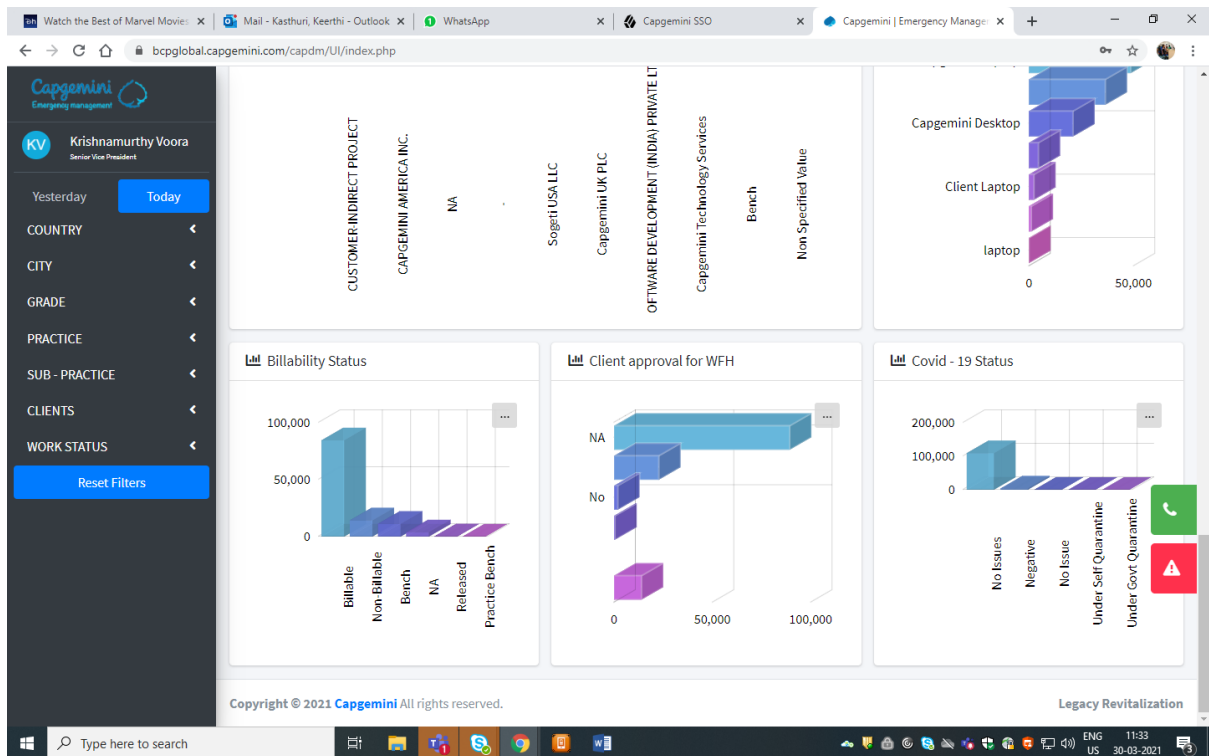 Watch the Best of Marvel Movies
Mail - Kasthuri, Keerthi - Outlook
WhatsApp
Capgemini SSO
Capgemini | Emergency Manage
bcpglobal.capgemini.com/capdm/UI/index.php
Capgemini
Emergency management
KV
Krishnamurthy Voora
Senior Vice President
Yesterday
Today
COUNTRY
CITY
GRADE
PRACTICE
SUB - PRACTICE
CLIENTS
WORK STATUS
Reset Filters
CUSTOMER-INDIRECT PROJECT
CAPGEMINI AMERICA INC.
NA
-
Sogeti USA LLC
Capgemini UK PLC
OFTWARE DEVELOPMENT (INDIA) PRIVATE LT
Capgemini Technology Services
Bench
Non Specified Value
Capgemini Desktop
Client Laptop
laptop
0
50,000
Billability Status
...
100,000
50,000
0
Billable
Non-Billable
Bench
NA
Released
Practice Bench
Client approval for WFH
...
NA
No
0
50,000
100,000
Covid - 19 Status
...
200,000
100,000
0
No Issues
Negative
No Issue
Under Self Quarantine
Under Govt Quarantine
Copyright © 2021 Capgemini All rights reserved.
Legacy Revitalization
Type here to search
ENG
US
11:33
30-03-2021